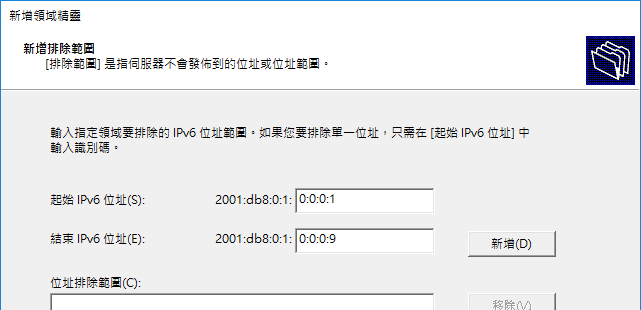 新增領域精靈
新增排除範圍
[排除範圍] 是指伺服器不會發佈到的位址或位址範圍。
輸入指定領域要排除的 IPv6 位址範圍。如果您要排除單一位址，只需在 [起始 IPv6 位址] 中
輸入識別碼。
起始 IPv6 位址(S): 2001:db8:0:1: 0:0:0:1
結束 IPv6 位址(E): 2001:db8:0:1: 0:0:0:9 新增(D)
位址排除範圍(C):
移除(V)